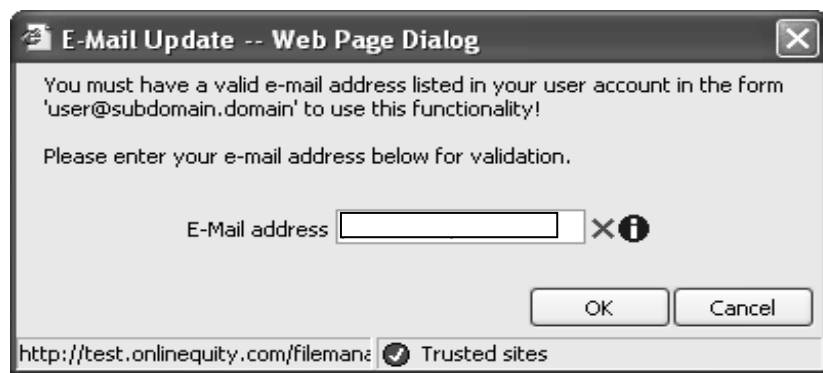 E-Mail Update -- Web Page Dialog
You must have a valid e-mail address listed in your user account in the form
'user@subdomain.domain' to use this functionality!
Please enter your e-mail address below for validation.
E-Mail address
OK Cancel
http://test.onlinequity.com/filemana Trusted sites